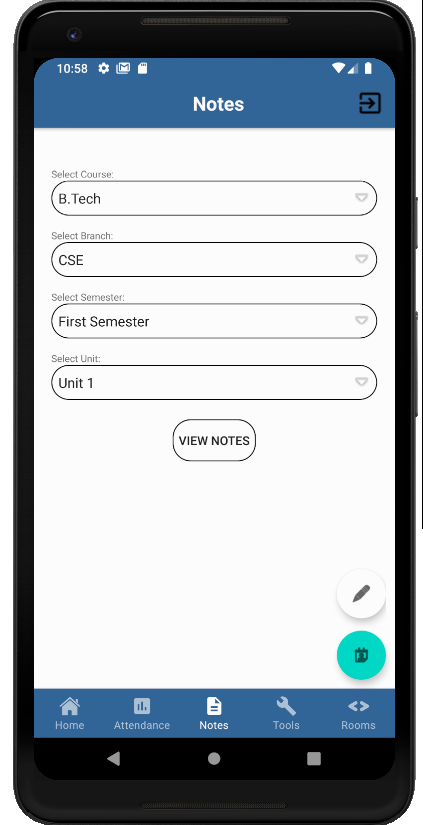 10:58
Notes
Select Course:
B.Tech
Select Branch:
CSE
Select Semester:
First Semester
Select Unit:
Unit 1
VIEW NOTES
Home Attendance Notes Tools Rooms